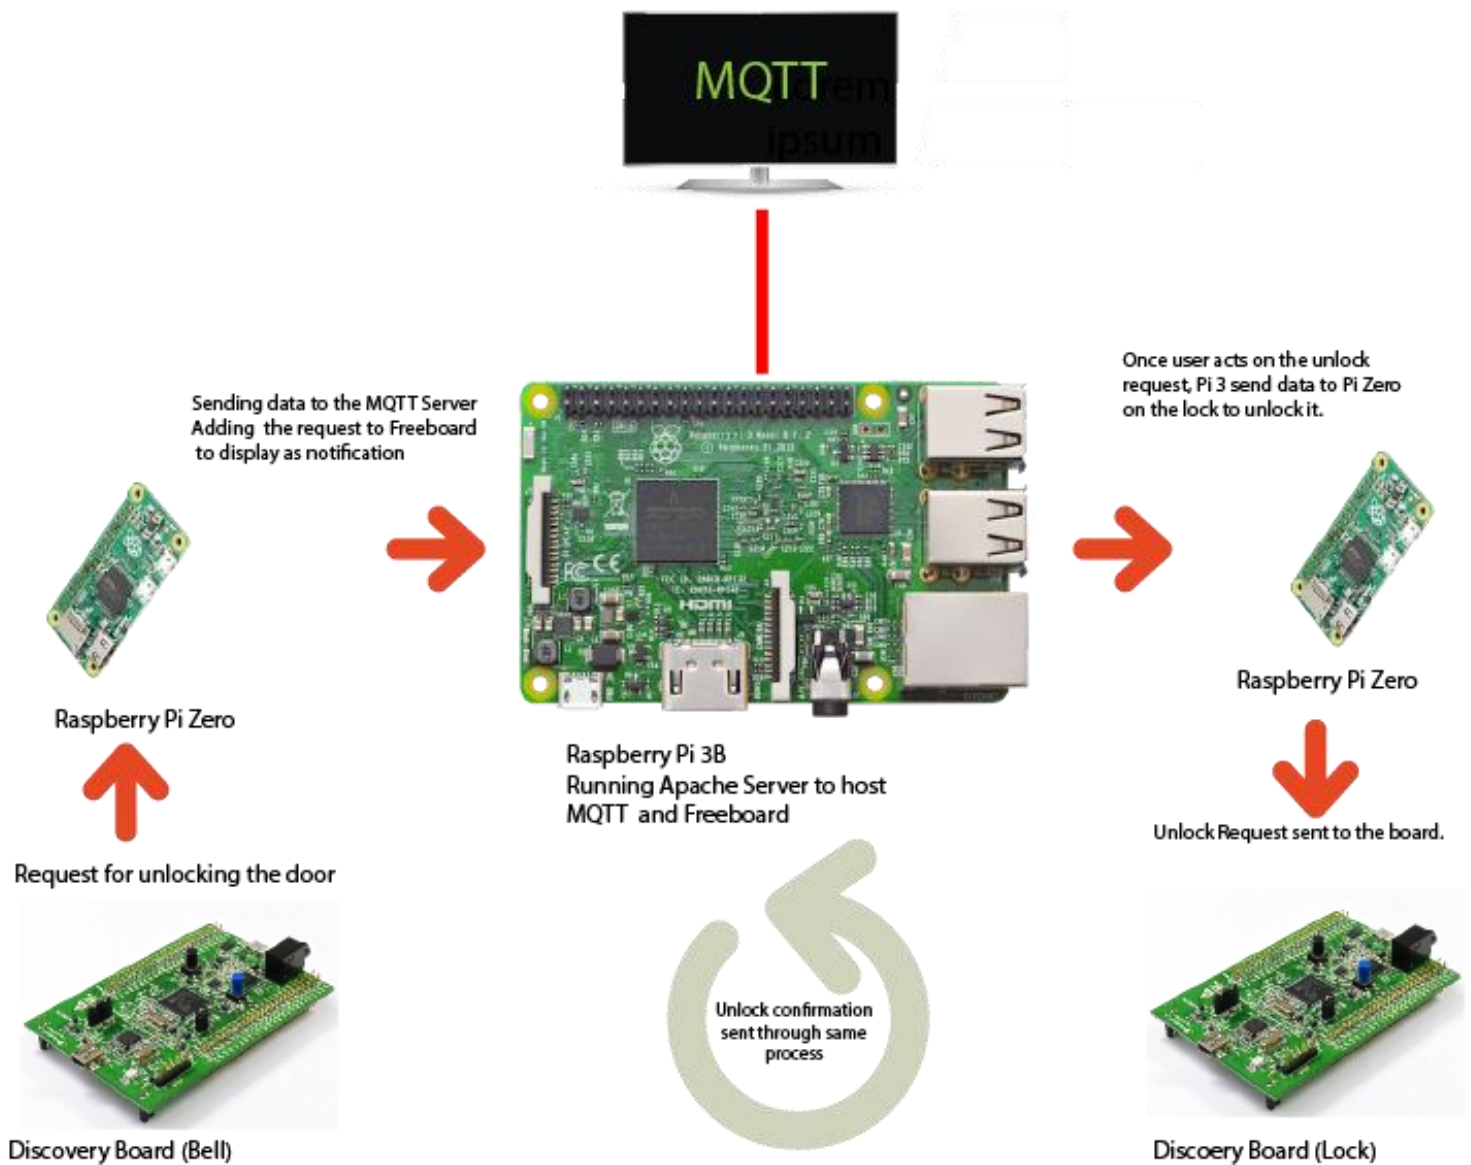 MQTT
Lorem
ipsum
Once user acts on the unlock
request, Pi 3 send data to Pi Zero
on the lock to unlock it.
Sending data to the MQTT Server
Adding the request to Freeboard
to display as notification
HDMI
Raspberry Pi Zero
Raspberry Pi Zero
Raspberry Pi 3B
Running Apache Server to host
MQTT and Freeboard
Unlock Request sent to the board.
Request for unlocking the door
Unlock confirmation
sent through same
process
Discovery Board (Bell)
Discoery Board (Lock)